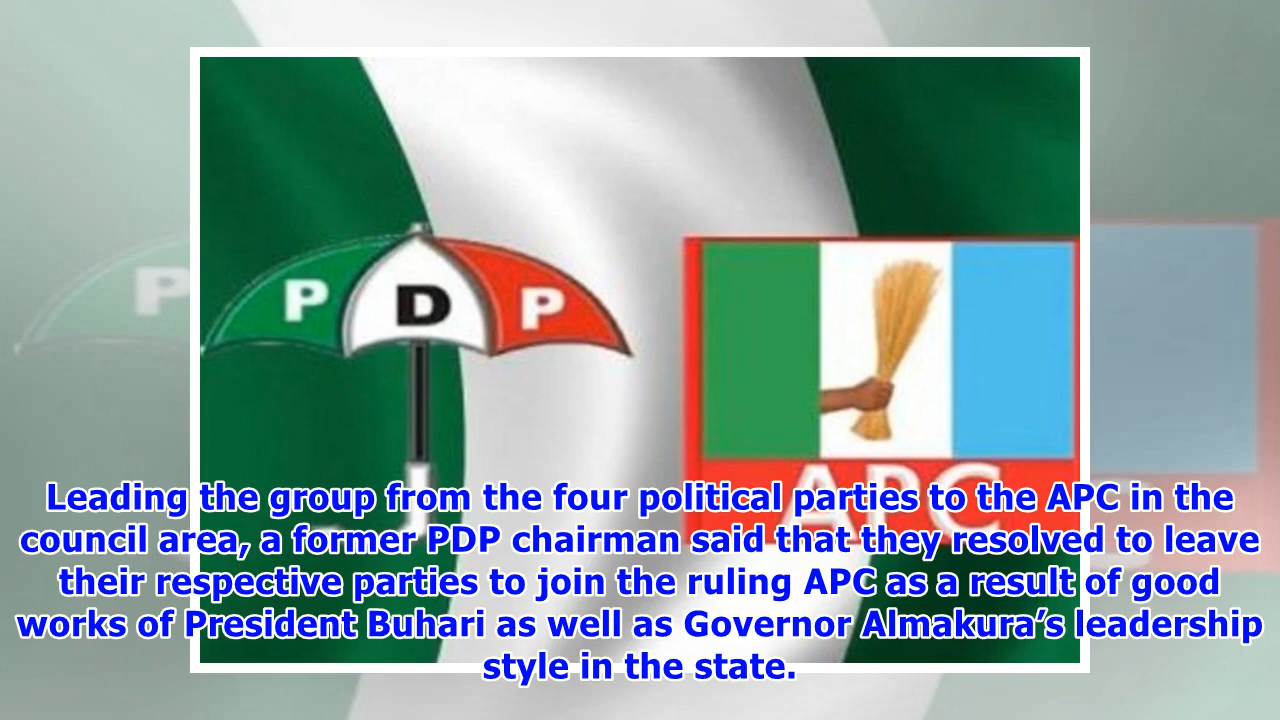 P
P D P
APC
Leading the group from the four political parties to the APC in the
council area, a former PDP chairman said that they resolved to leave
their respective parties to join the ruling APC as a result of good
works of President Buhari as well as Governor Almakura’s leadership
style in the state.